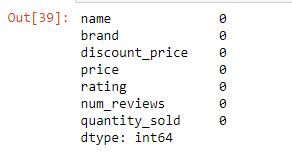 Out[39]: name 0
brand 0
discount_price 0
price 0
rating 0
num_reviews 0
quantity_sold 0
dtype: int64